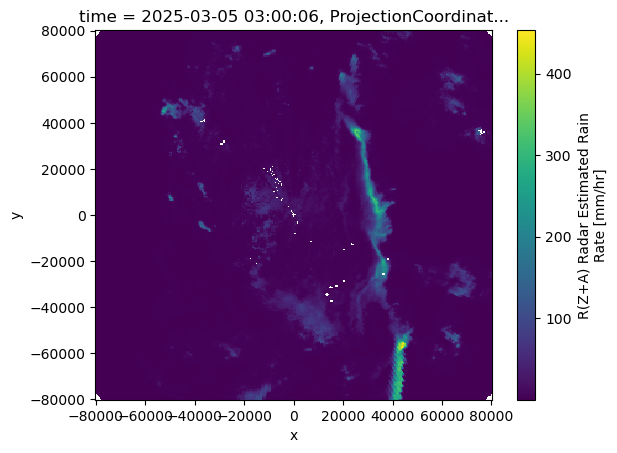 time = 2025-03-05 03:00:06, ProjectionCoordinat...
80000
60000
40000
20000
0
−20000
−40000
−60000
−80000
y
−80000−60000−40000−20000 0 20000 40000 60000 80000
x
400
300
200
100
R(Z+A) Radar Estimated Rain
Rate [mm/hr]